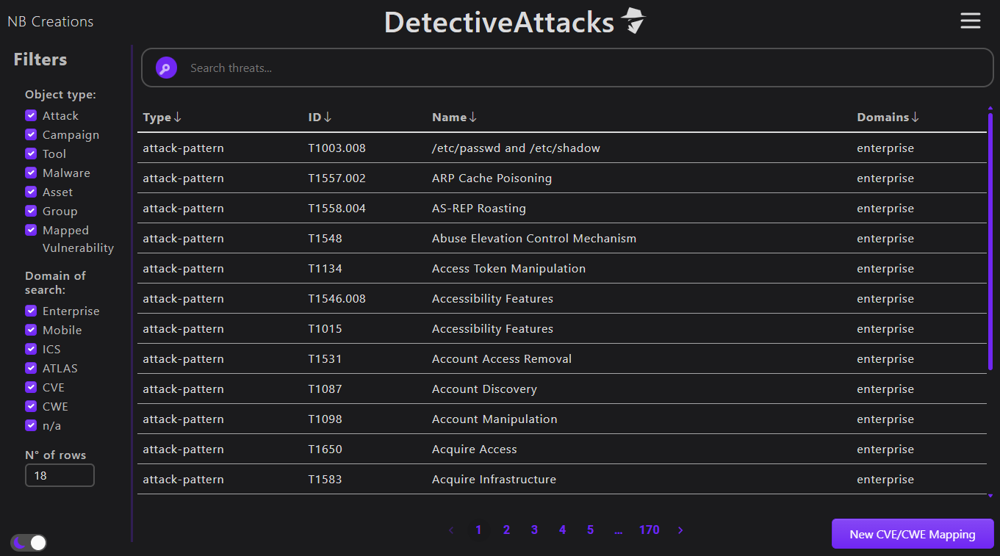 NB Creations
DetectiveAttacks
Filters
Object type:
Attack
Campaign
Tool
Malware
Asset
Group
Mapped
Vulnerability
Domain of
search:
Enterprise
Mobile
ICS
ATLAS
CVE
CWE
n/a
N° of rows
18
Search threats...
Type↓ ID↓ Name↓ Domains↓
attack-pattern T1003.008 /etc/passwd and /etc/shadow enterprise
attack-pattern T1557.002 ARP Cache Poisoning enterprise
attack-pattern T1558.004 AS-REP Roasting enterprise
attack-pattern T1548 Abuse Elevation Control Mechanism enterprise
attack-pattern T1134 Access Token Manipulation enterprise
attack-pattern T1546.008 Accessibility Features enterprise
attack-pattern T1015 Accessibility Features enterprise
attack-pattern T1531 Account Access Removal enterprise
attack-pattern T1087 Account Discovery enterprise
attack-pattern T1098 Account Manipulation enterprise
attack-pattern T1650 Acquire Access enterprise
attack-pattern T1583 Acquire Infrastructure enterprise
‹ 1 2 3 4 5 ... 170 ›
New CVE/CWE Mapping